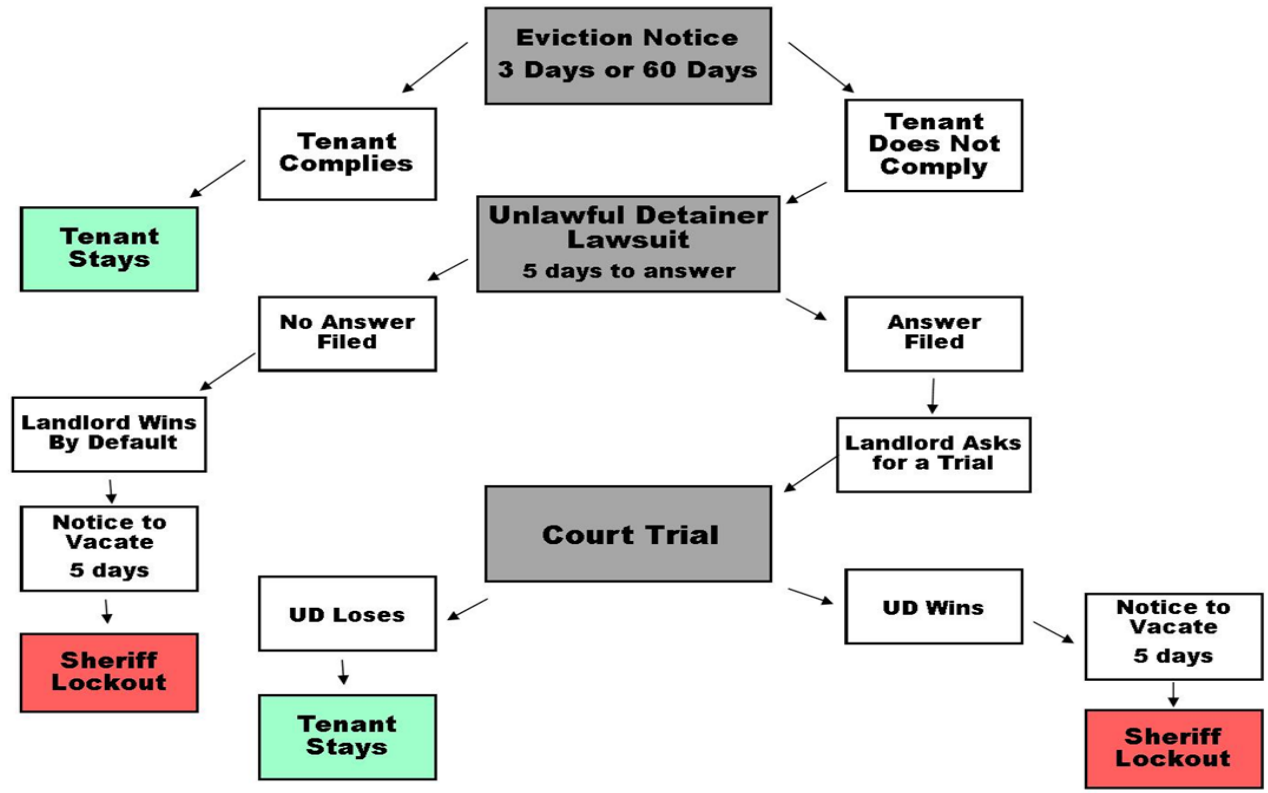 Eviction Notice
3 Days or 60 Days
Tenant
Complies
Tenant
Does Not
Comply
Tenant
Stays
Unlawful Detainer
Lawsuit
5 days to answer
No Answer
Filed
Answer
Filed
Landlord Wins
By Default
Landlord Asks
for a Trial
Notice to
Vacate
5 days
Court Trial
UD Loses
UD Wins
Notice to
Vacate
5 days
Sheriff
Lockout
Tenant
Stays
Sheriff
Lockout